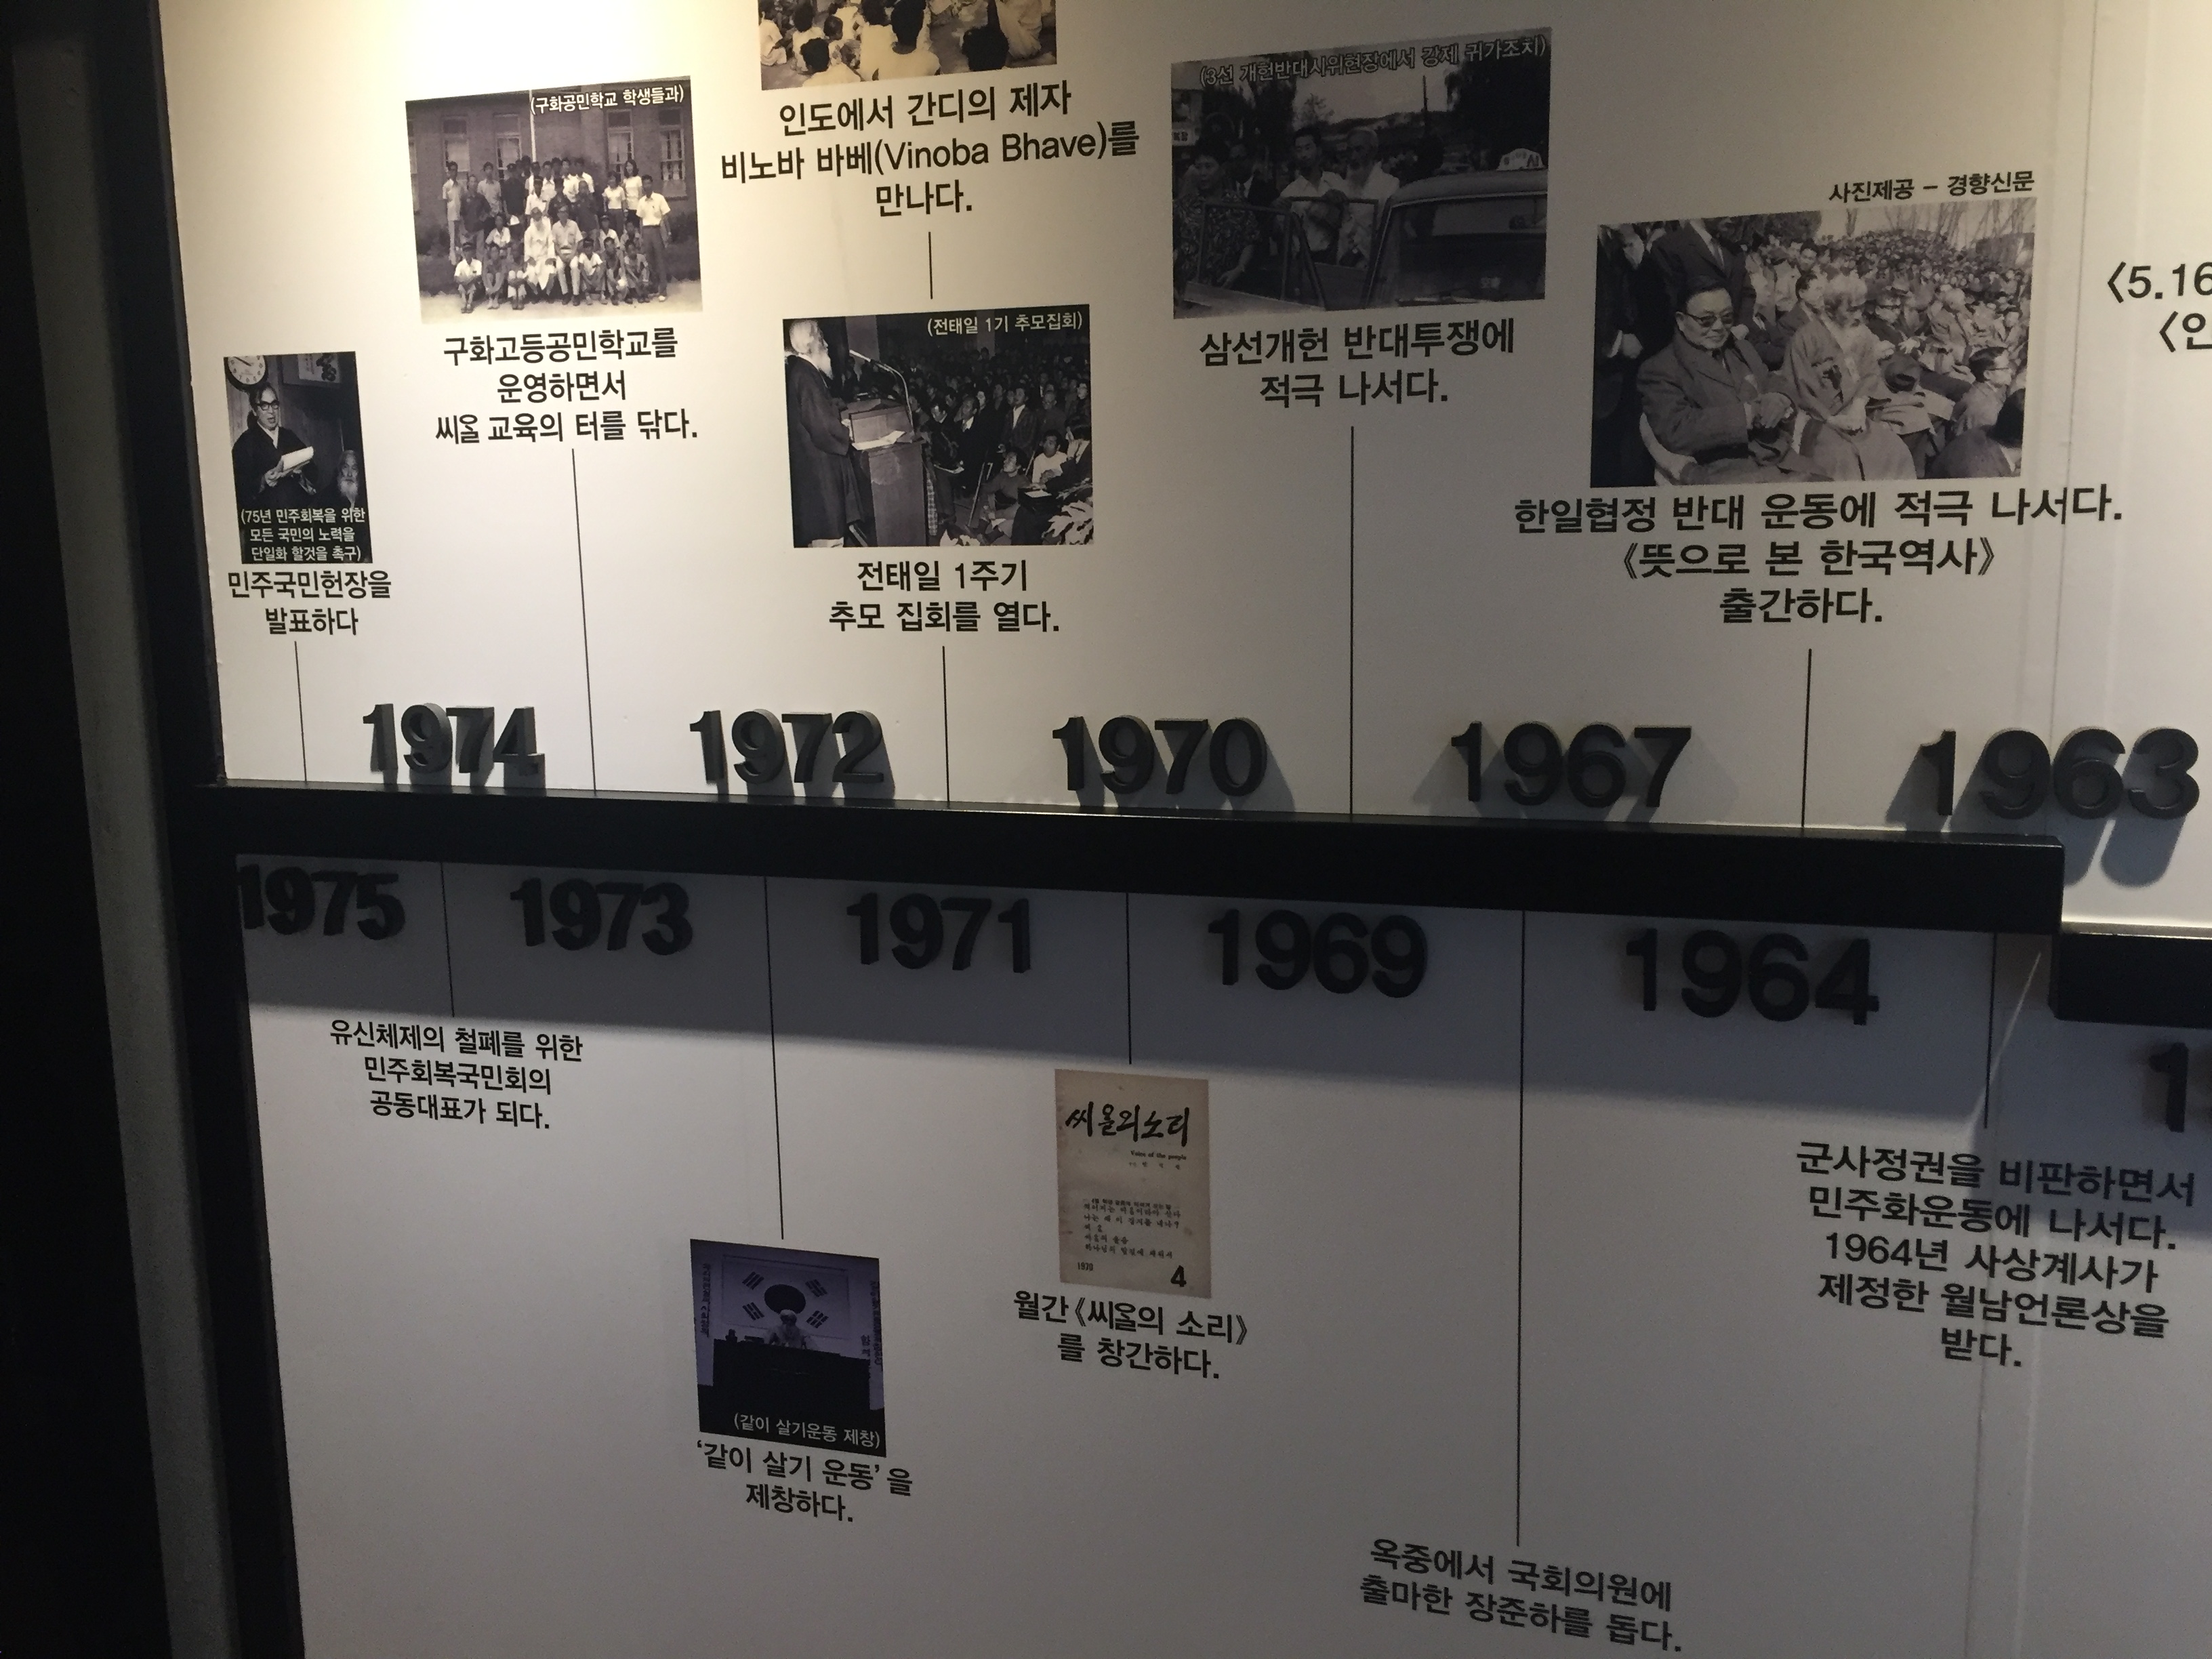 (구화공민학교 학생들과)
구화고등공민학교를
운영하면서
씨올 교육의 터를 닦다.
인도에서 간디의 제자
비노바 바베(Vinoba Bhave)를
만나다.
(3선 개헌반대시위현장에서 강제 귀가조치)
삼선개헌 반대투쟁에
적극 나서다.
사진제공 - 경향신문
한일협정 반대 운동에 적극 나서다.
《뜻으로 본 한국역사》
출간하다.
〈5.16
〈인
(75년 민주회복을 위한
모든 국민의 노력을
단일화 할것을 촉구)
민주국민헌장을
발표하다
(전태일 1기 추모집회)
전태일 1주기
추모 집회를 열다.
1974
1972
1970
1967
1963
1975
1973
1971
1969
1964
유신체제의 철폐를 위한
민주회복국민회의
공동대표가 되다.
(같이 살기운동 제창)
'같이 살기 운동'을
제창하다.
씨올의 소리
Voice of the people
1970
4
월간《씨올의 소리》
를 창간하다.
옥중에서 국회의원에
출마한 장준하를 돕다.
군사정권을 비판하면서
민주화운동에 나서다.
1964년 사상계사가
제정한 월남언론상을
받다.